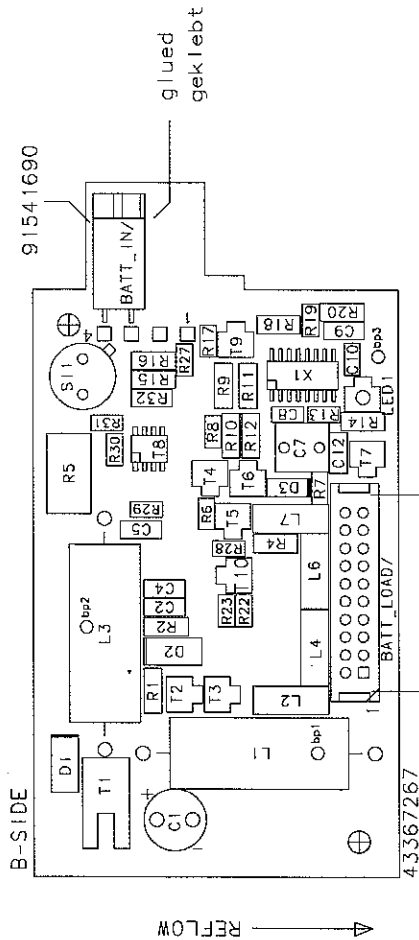 B-SIDE
91541690
glued
geklebt
BATT_IN/
4
1
SI1
R5
R31
R30
T8
R32
R15
R16
R27
R17
T9
R18
R19
R20
C9
D1
T1
L3
bp2
R29
C5
C4
C2
R2
D2
R1
T2
T3
C1
+
-
L1
bp1
L2
L4
L6
L7
R4
R23
R22
T10
R28
R6
T5
T4
T6
R8
R10
R12
R9
R11
D3
R7
C7
C8
R13
X1
C10
bp3
LED1
R14
T7
C12
BATT_LOAD/
1
43367267
REFLOW